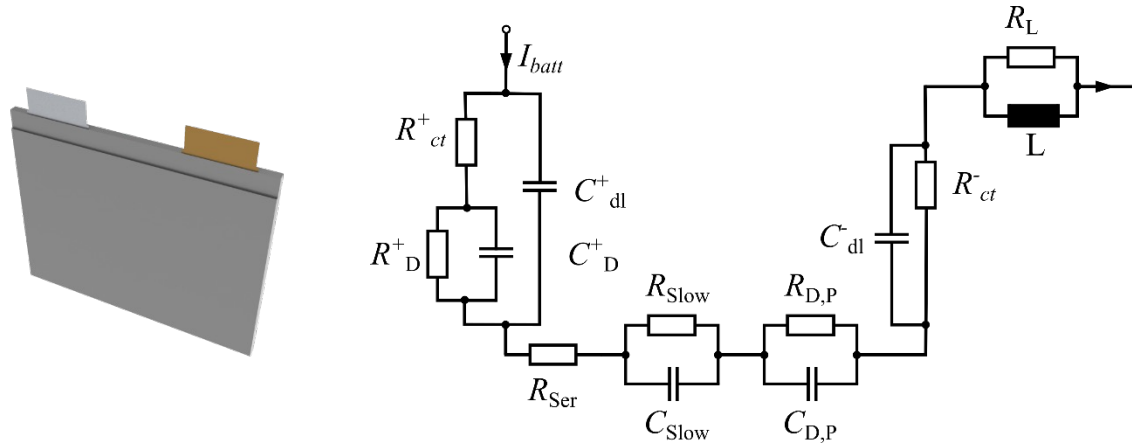 I_batt
R^+_ct
C^+_dl
R^+_D
C^+_D
R_Ser
R_Slow
C_Slow
R_D,P
C_D,P
C^-_dl
R^-_ct
R_L
L